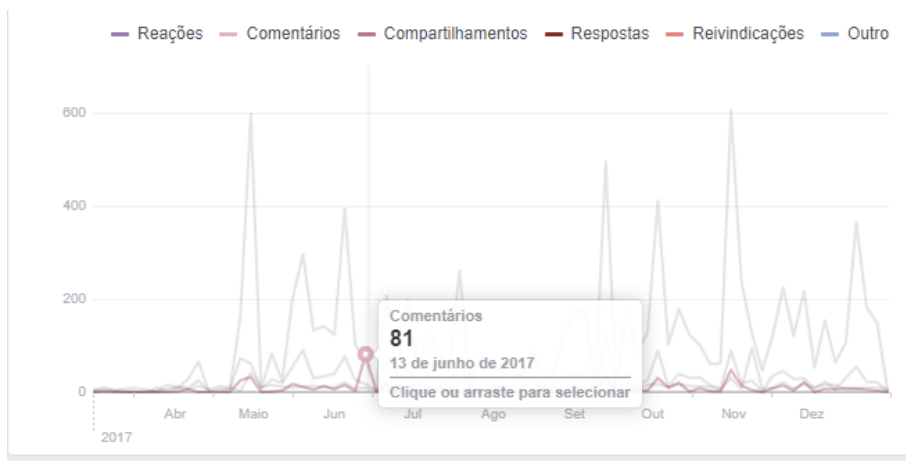 Reações Comentários Compartilhamentos Respostas Reivindicações Outro
600
400
200
0
Comentários
81
13 de junho de 2017
Clique ou arraste para selecionar
Abr Maio Jun Jul Ago Set Out Nov Dez
2017